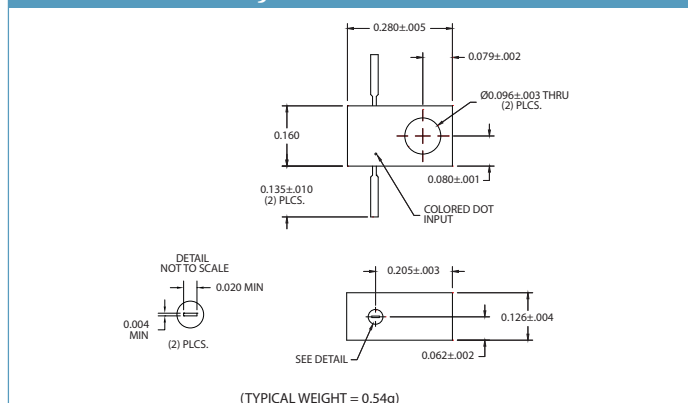 0.280±.005
0.079±.002
Ø0.096±.003 THRU
(2) PLCS.
0.160
0.080±.001
0.135±.010
(2) PLCS.
COLORED DOT
INPUT
DETAIL
NOT TO SCALE
0.020 MIN
0.205±.003
0.004
MIN
(2) PLCS.
0.126±.004
SEE DETAIL
0.062±.002
(TYPICAL WEIGHT = 0.54g)